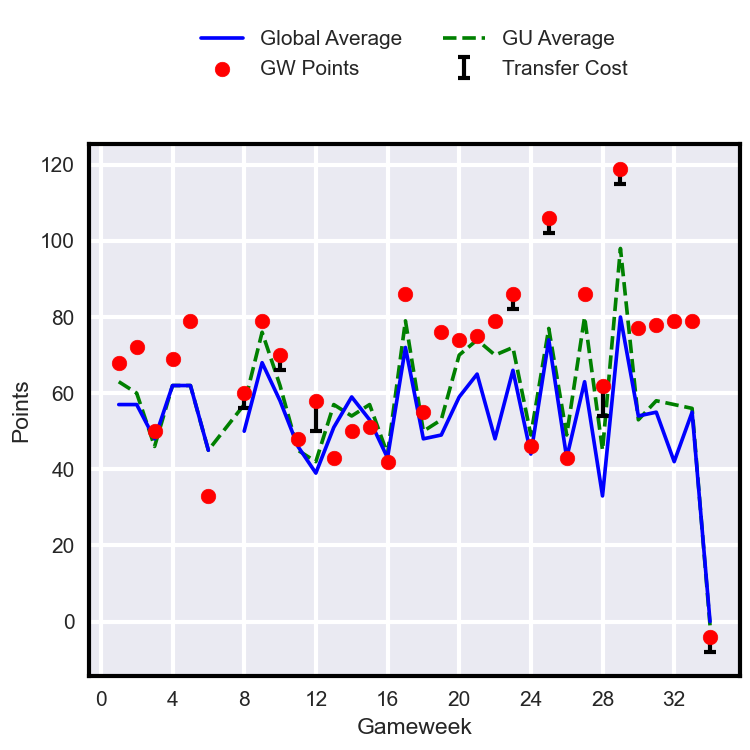 Global Average
GU Average
GW Points
Transfer Cost
120
100
80
60
40
20
0
Points
0 4 8 12 16 20 24 28 32
Gameweek